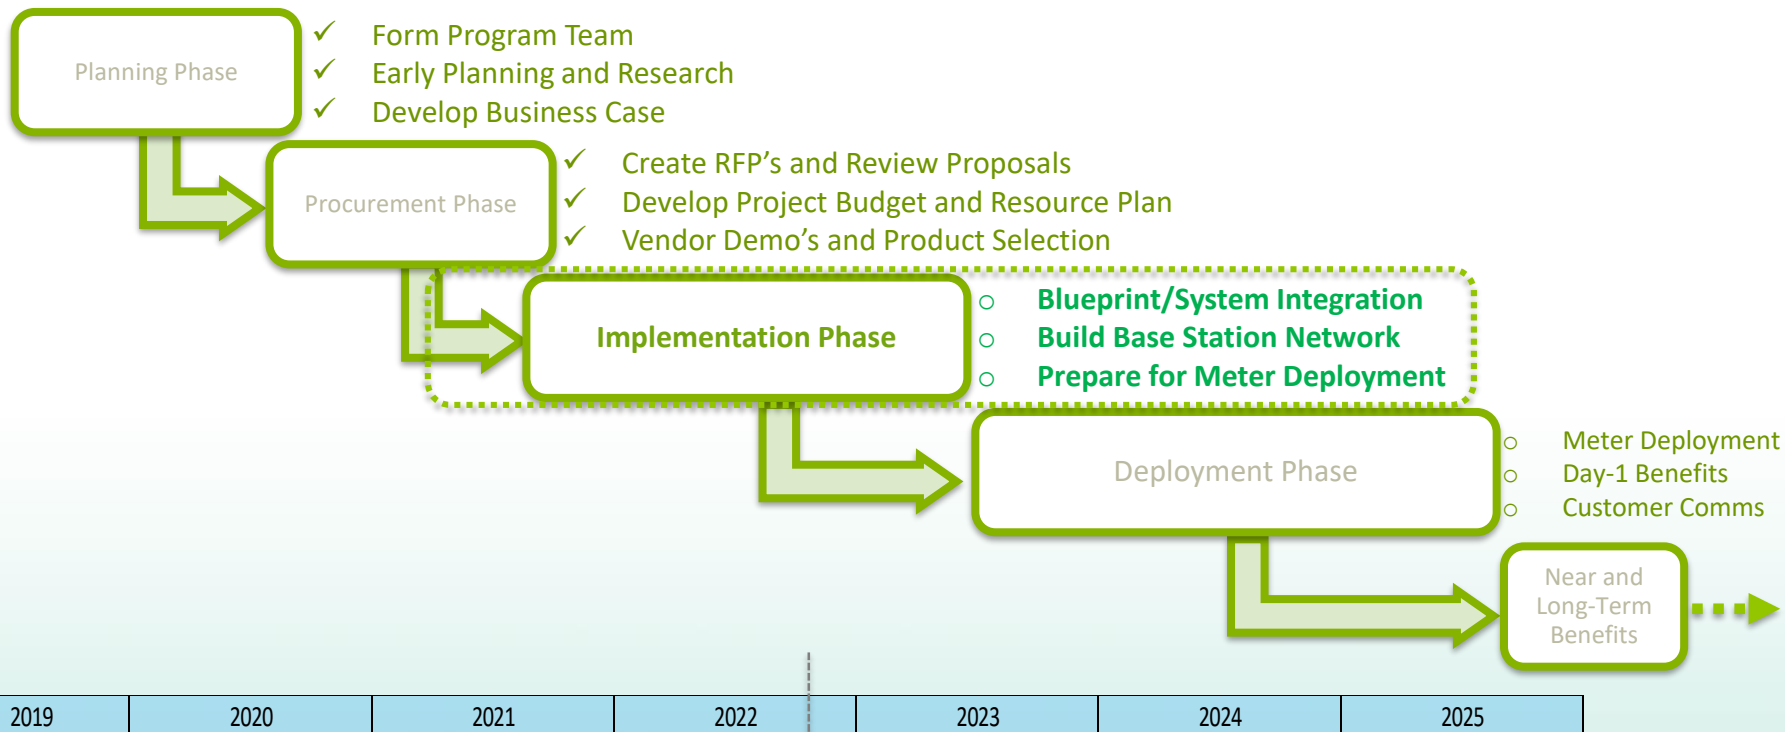 Planning Phase
✓ Form Program Team
✓ Early Planning and Research
✓ Develop Business Case
Procurement Phase
✓ Create RFP’s and Review Proposals
✓ Develop Project Budget and Resource Plan
✓ Vendor Demo’s and Product Selection
Implementation Phase
o Blueprint/System Integration
o Build Base Station Network
o Prepare for Meter Deployment
Deployment Phase
o Meter Deployment
o Day-1 Benefits
o Customer Comms
Near and
Long-Term
Benefits
2019 2020 2021 2022 2023 2024 2025